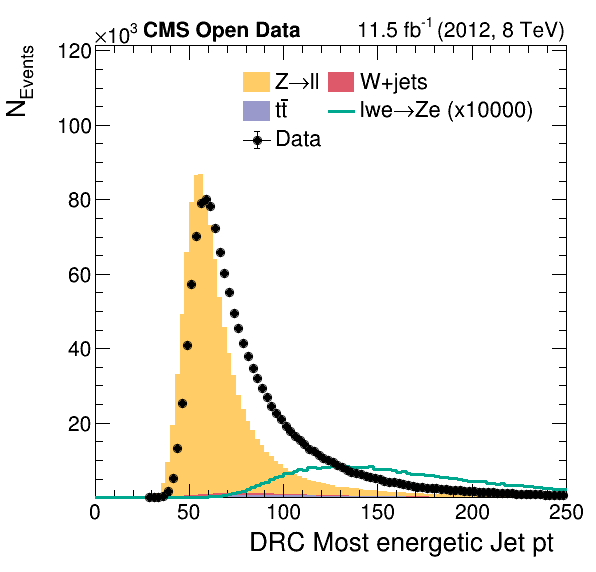 ×10³ CMS Open Data 11.5 fb⁻¹ (2012, 8 TeV)
N_Events
120
100
80
60
40
20
Z→ll W+jets
tt̄ lwe→Ze (x10000)
Data
0 50 100 150 200 250
DRC Most energetic Jet pt